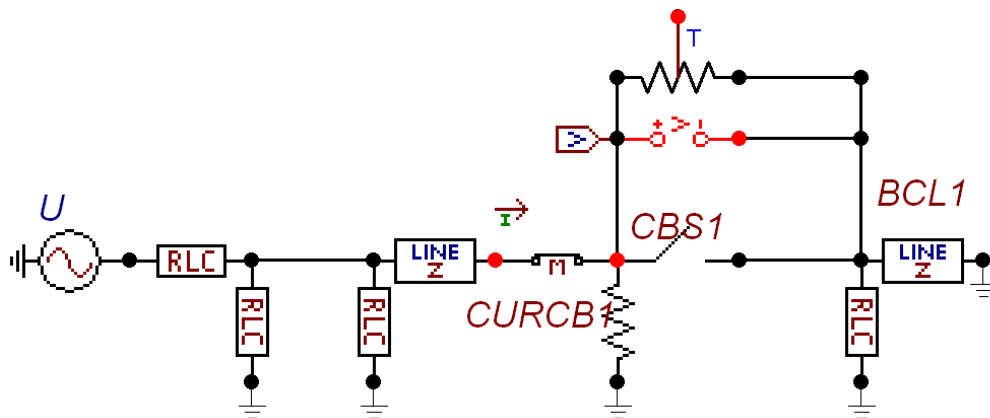 T
V
+ V -
U
BCL1
I
CBS1
RLC
LINE
Z
M
LINE
Z
CURCB1
RLC
RLC
RLC